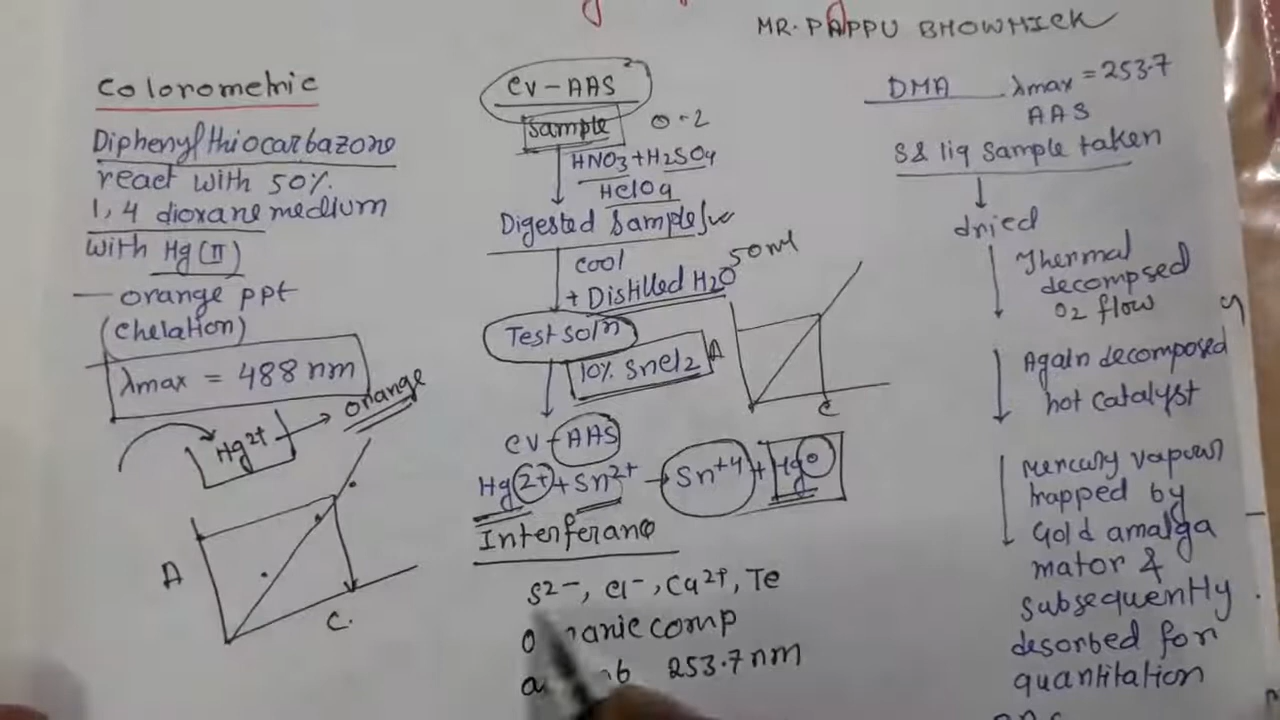 MR. PAPPU BHOWMICK
Colorometric
Diphenylthiocarbazone
react with 50%.
1, 4 dioxane medium
with Hg(II)
— orange ppt
(chelation)
λmax = 488 nm
Hg2+ → orange
A
C.
CV-AAS
Sample 0.2
HNO3+H2SO4
HClO4
Digested Sample
Cool
+ Distilled H2O 50ml
Test soln
10% SnCl2
A
C
CV-AAS
Hg2+ + Sn2+ → Sn+4 + Hg0
Interferanc
S2-, Cl-, Cu2+, Te
comp
253.7nm
DMA λmax = 253.7
AAS
S & liq Sample taken
dried
Thermal
decompsed
O2 flow
Again decomposed
hot catalyst
Mercury vapour
trapped by
Gold amalga
mator &
subsequently
desorbed for
quantitation